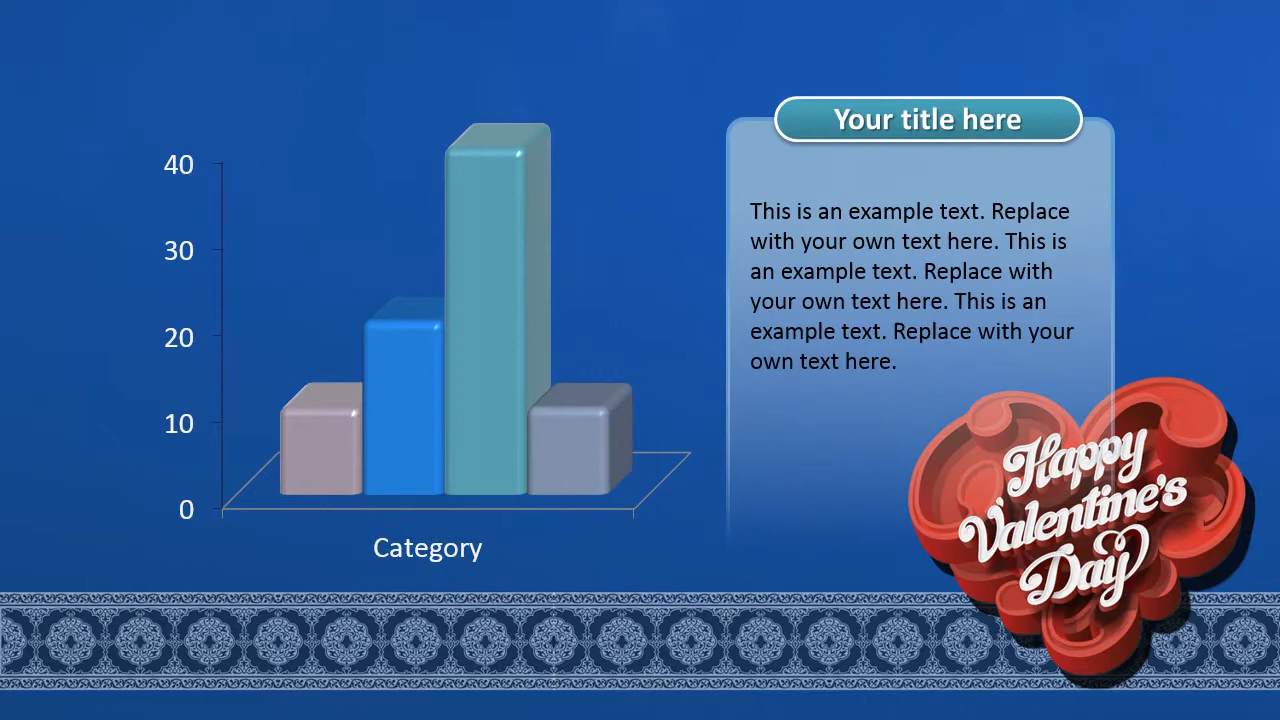 40
30
20
10
0
Category
Your title here
This is an example text. Replace
with your own text here. This is
an example text. Replace with
your own text here. This is an
example text. Replace with your
own text here.
Happy
Valentine's
Day